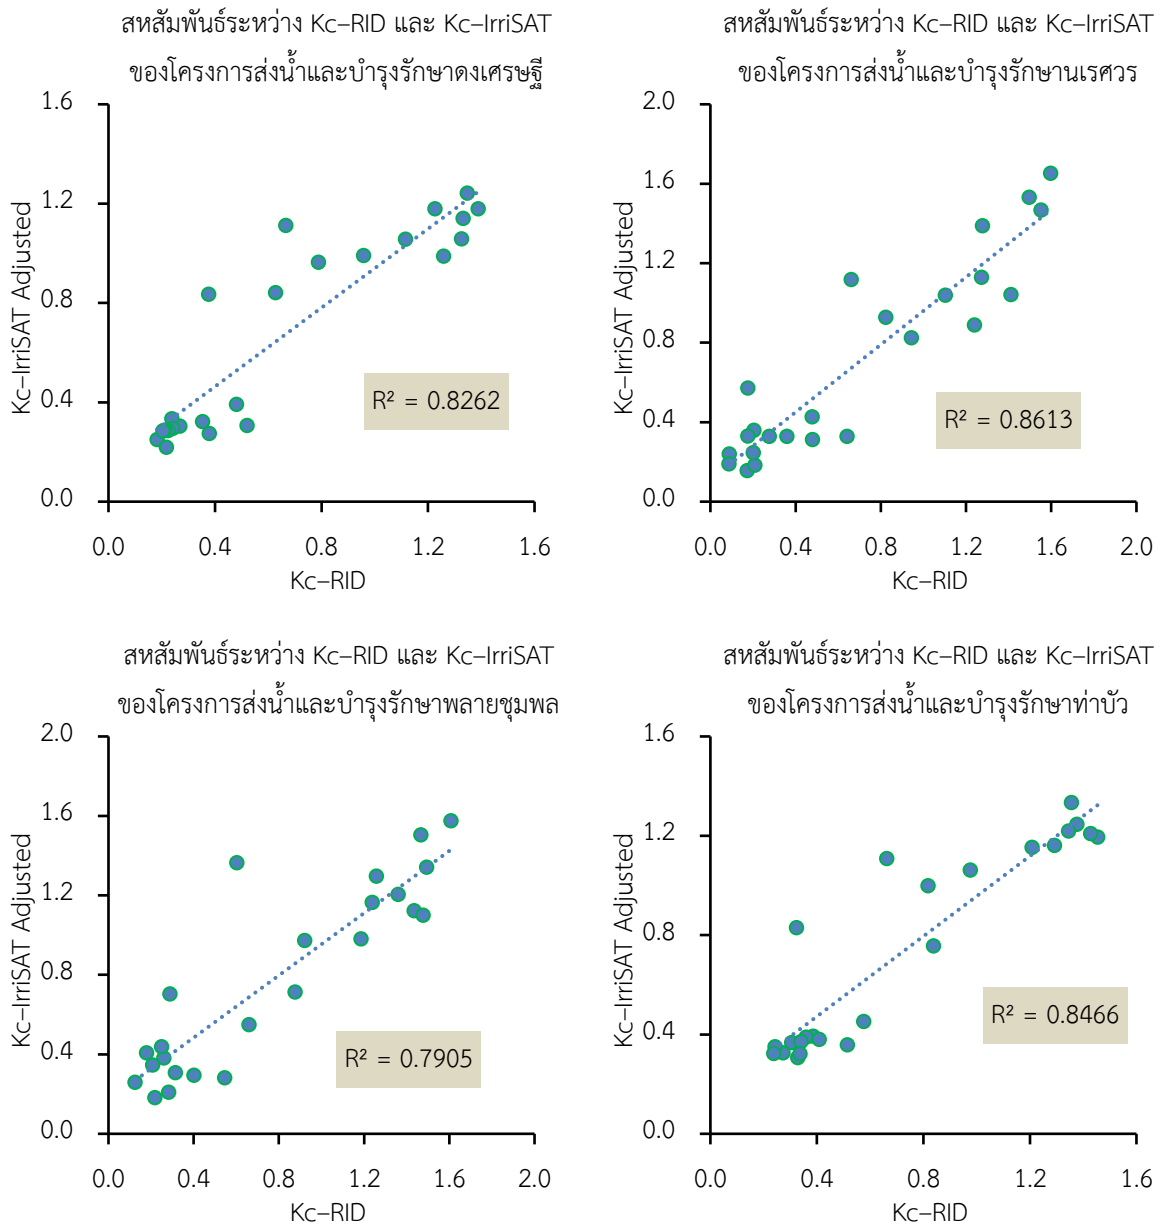 สหสัมพันธ์ระหว่าง Kc–RID และ Kc–IrriSAT
ของโครงการส่งน้ำและบำรุงรักษาดงเศรษฐี
1.6
1.2
0.8
0.4
0.0
Kc–IrriSAT Adjusted
R² = 0.8262
0.0 0.4 0.8 1.2 1.6
Kc–RID
สหสัมพันธ์ระหว่าง Kc–RID และ Kc–IrriSAT
ของโครงการส่งน้ำและบำรุงรักษานเรศวร
2.0
1.6
1.2
0.8
0.4
0.0
Kc–IrriSAT Adjusted
R² = 0.8613
0.0 0.4 0.8 1.2 1.6 2.0
Kc–RID
สหสัมพันธ์ระหว่าง Kc–RID และ Kc–IrriSAT
ของโครงการส่งน้ำและบำรุงรักษาพลายชุมพล
2.0
1.6
1.2
0.8
0.4
0.0
Kc–IrriSAT Adjusted
R² = 0.7905
0.0 0.4 0.8 1.2 1.6 2.0
Kc–RID
สหสัมพันธ์ระหว่าง Kc–RID และ Kc–IrriSAT
ของโครงการส่งน้ำและบำรุงรักษาท่าบัว
1.6
1.2
0.8
0.4
0.0
Kc–IrriSAT Adjusted
R² = 0.8466
0.0 0.4 0.8 1.2 1.6
Kc–RID